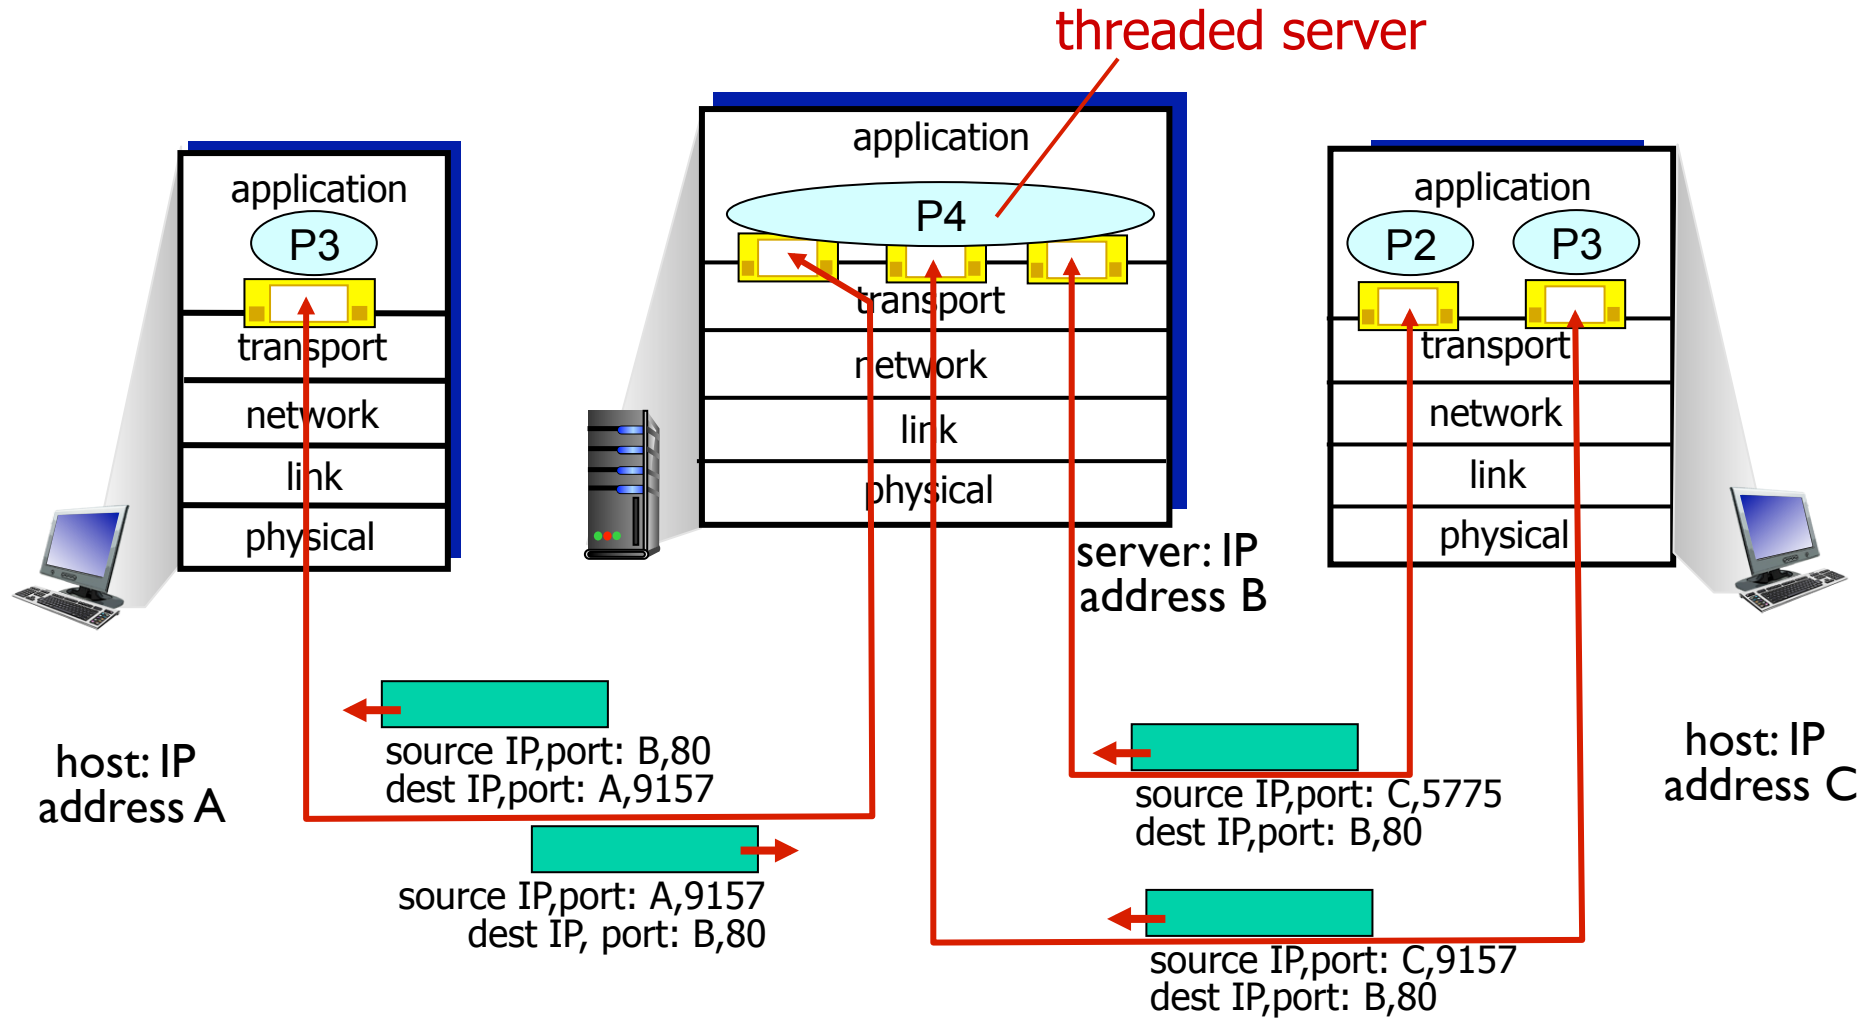 threaded server
application
P3
transport
network
link
physical
application
P4
transport
network
link
physical
application
P2
P3
transport
network
link
physical
server: IP
address B
host: IP
address A
source IP,port: B,80
dest IP,port: A,9157
source IP,port: A,9157
dest IP, port: B,80
source IP,port: C,5775
dest IP,port: B,80
source IP,port: C,9157
dest IP,port: B,80
host: IP
address C